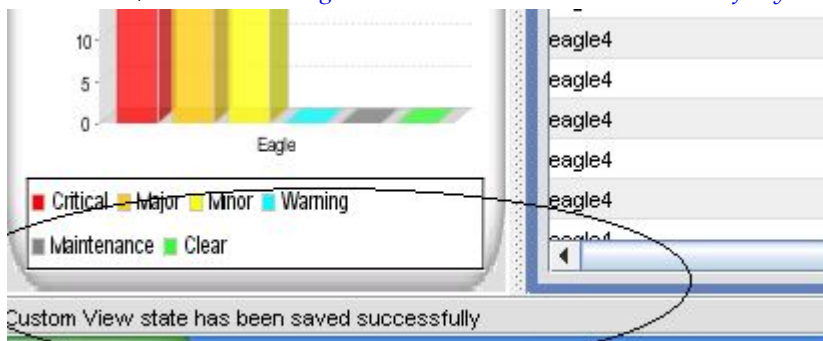 10
5
0
Eagle
Critical Major Minor Warning
Maintenance Clear
eagle4
eagle4
eagle4
eagle4
eagle4
eagle4
Custom View state has been saved successfully